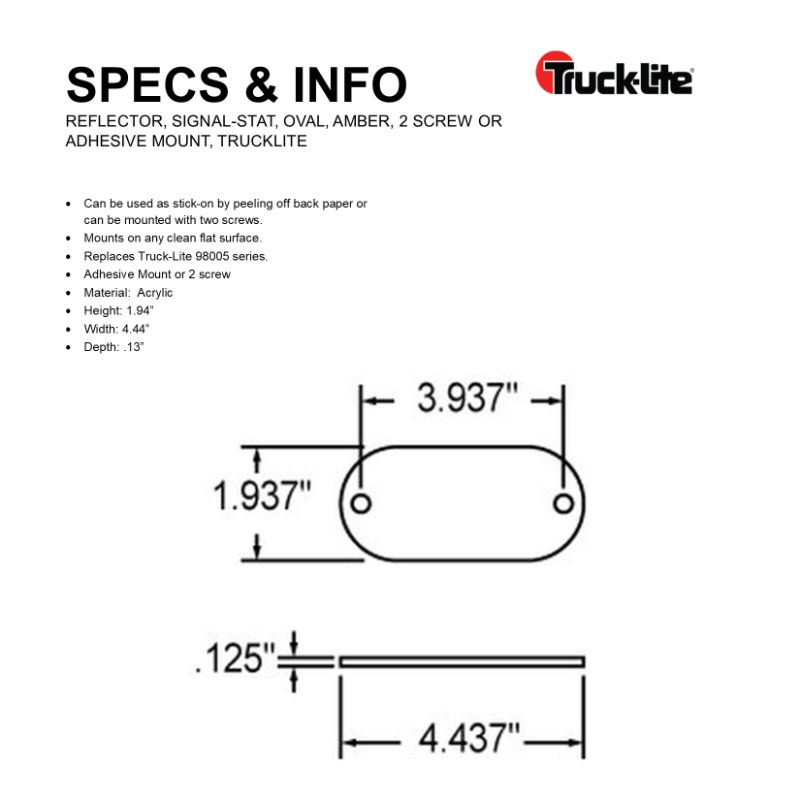 SPECS & INFO
Truck-Lite®
REFLECTOR, SIGNAL-STAT, OVAL, AMBER, 2 SCREW OR
ADHESIVE MOUNT, TRUCKLITE
• Can be used as stick-on by peeling off back paper or
can be mounted with two screws.
• Mounts on any clean flat surface.
• Replaces Truck-Lite 98005 series.
• Adhesive Mount or 2 screw
• Material:  Acrylic
• Height: 1.94”
• Width: 4.44”
• Depth: .13”
3.937"
1.937"
.125"
4.437"